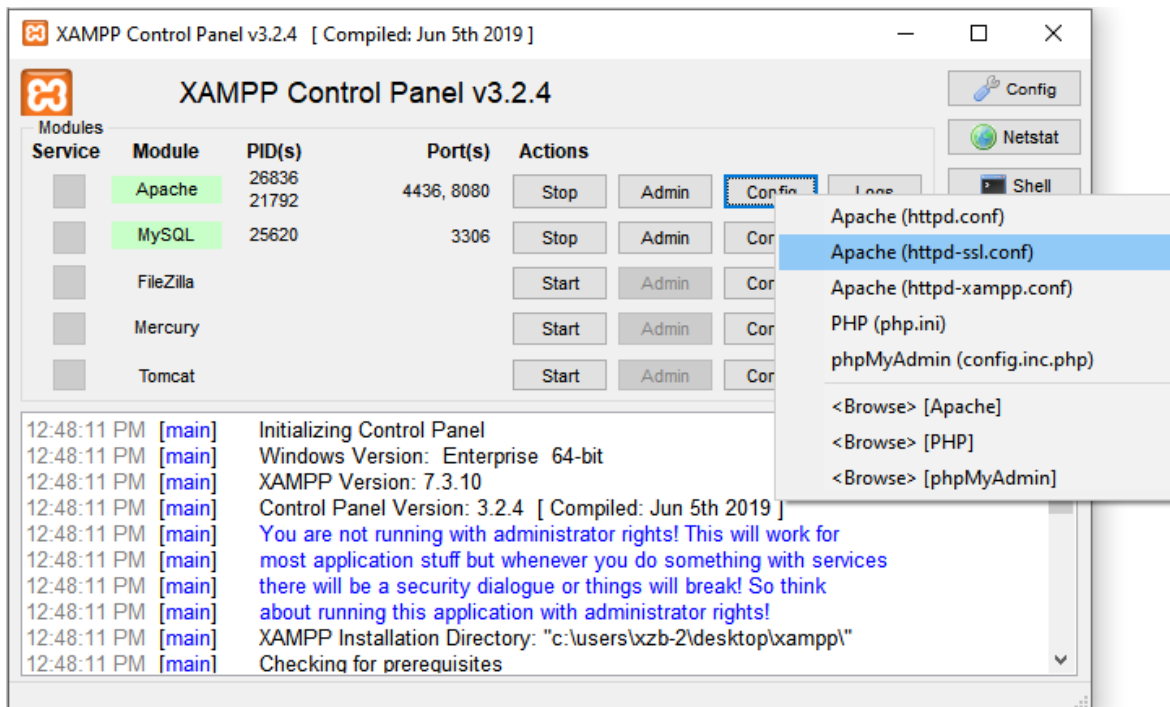 XAMPP Control Panel v3.2.4 [ Compiled: Jun 5th 2019 ]
XAMPP Control Panel v3.2.4
Config
Modules
Service Module PID(s) Port(s) Actions
Netstat
Apache 26836 21792 4436, 8080 Stop Admin Config Logs
Shell
MySQL 25620 3306 Stop Admin
FileZilla Start Admin
Mercury Start Admin
Tomcat Start Admin
Apache (httpd.conf)
Apache (httpd-ssl.conf)
Apache (httpd-xampp.conf)
PHP (php.ini)
phpMyAdmin (config.inc.php)
<Browse> [Apache]
<Browse> [PHP]
<Browse> [phpMyAdmin]
12:48:11 PM [main] Initializing Control Panel
12:48:11 PM [main] Windows Version: Enterprise 64-bit
12:48:11 PM [main] XAMPP Version: 7.3.10
12:48:11 PM [main] Control Panel Version: 3.2.4 [ Compiled: Jun 5th 2019 ]
12:48:11 PM [main] You are not running with administrator rights! This will work for
12:48:11 PM [main] most application stuff but whenever you do something with services
12:48:11 PM [main] there will be a security dialogue or things will break! So think
12:48:11 PM [main] about running this application with administrator rights!
12:48:11 PM [main] XAMPP Installation Directory: "c:\users\xzb-2\desktop\xampp\"
12:48:11 PM [main] Checking for prerequisites